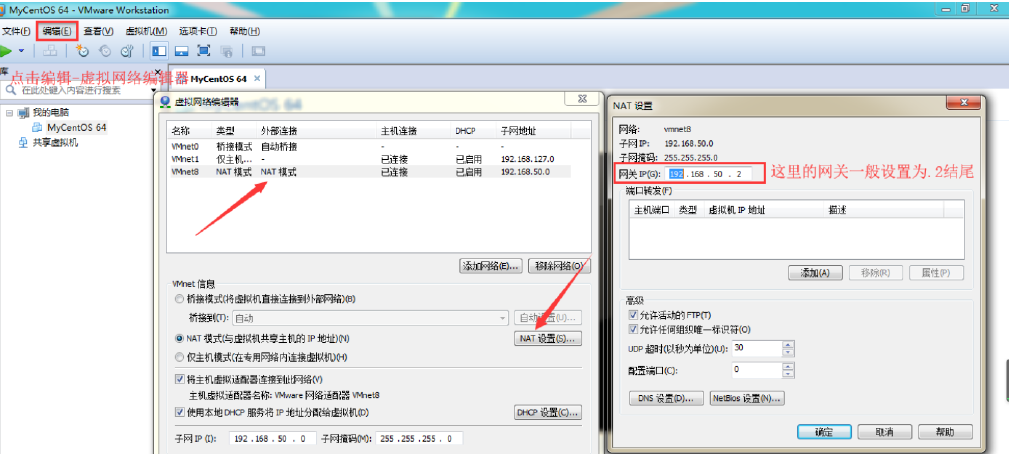 MyCentOS 64 - VMware Workstation
文件(F) 编辑(E) 查看(V) 虚拟机(M) 选项卡(T) 帮助(H)
库
点击编辑-虚拟网络编辑器
MyCentOS 64
在此处键入内容进行搜索
我的电脑
MyCentOS 64
共享虚拟机
虚拟网络编辑器
名称 类型 外部连接 主机连接 DHCP 子网地址
VMnet0 桥接模式 自动桥接 - - -
VMnet1 仅主机... - 已连接 已启用 192.168.127.0
VMnet8 NAT 模式 NAT 模式 已连接 已启用 192.168.50.0
添加网络(E)... 移除网络(O)
VMnet 信息
桥接模式(将虚拟机直接连接到外部网络)(B)
桥接到(T): 自动 自动设置(U)...
NAT 模式(与虚拟机共享主机的 IP 地址)(N) NAT 设置(S)...
仅主机模式(在专用网络内连接虚拟机)(H)
将主机虚拟适配器连接到此网络(V)
主机虚拟适配器名称: VMware 网络适配器 VMnet8
使用本地 DHCP 服务将 IP 地址分配给虚拟机(D) DHCP 设置(C)...
子网 IP (I): 192 .168 . 50 . 0 子网掩码(M): 255 .255 .255 . 0
NAT 设置
网络: vmnet8
子网 IP: 192.168.50.0
子网掩码: 255.255.255.0
网关 IP(G): 192 .168 . 50 . 2 这里的网关一般设置为.2结尾
端口转发(F)
主机端口 类型 虚拟机 IP 地址 描述
添加(A) 移除(R) 属性(P)
高级
允许活动的 FTP(T)
允许任何组织唯一标识符(O)
UDP 超时(以秒为单位)(U): 30
配置端口(C): 0
DNS 设置(D)... NetBios 设置(N)...
确定 取消 帮助